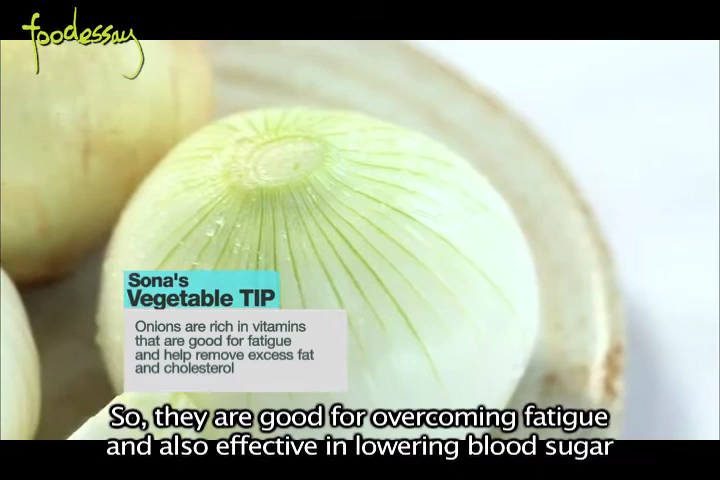 foodessay
Sona's
Vegetable TIP
Onions are rich in vitamins
that are good for fatigue
and help remove excess fat
and cholesterol
So, they are good for overcoming fatigue
and also effective in lowering blood sugar